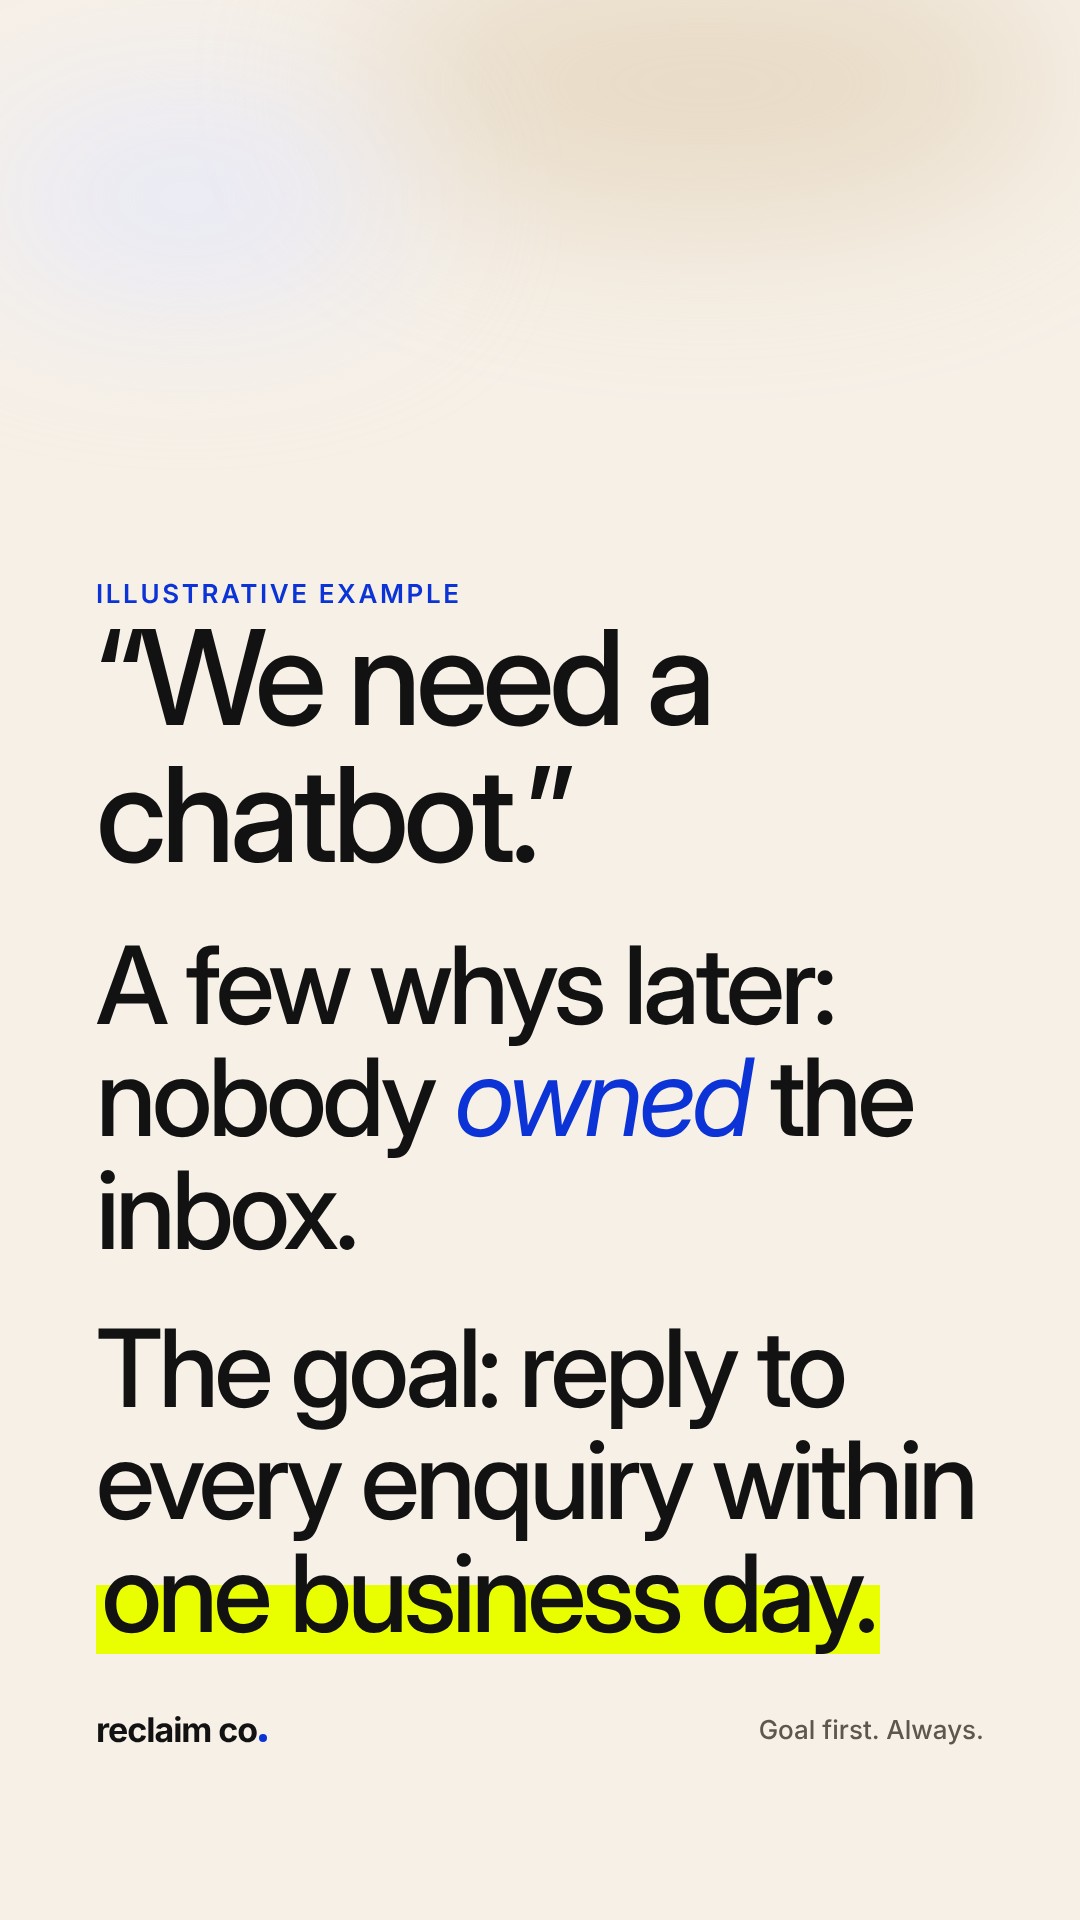 ILLUSTRATIVE EXAMPLE
“We need a
chatbot.”
A few whys later:
nobody owned the
inbox.
The goal: reply to
every enquiry within
one business day.
reclaim co.
Goal first. Always.